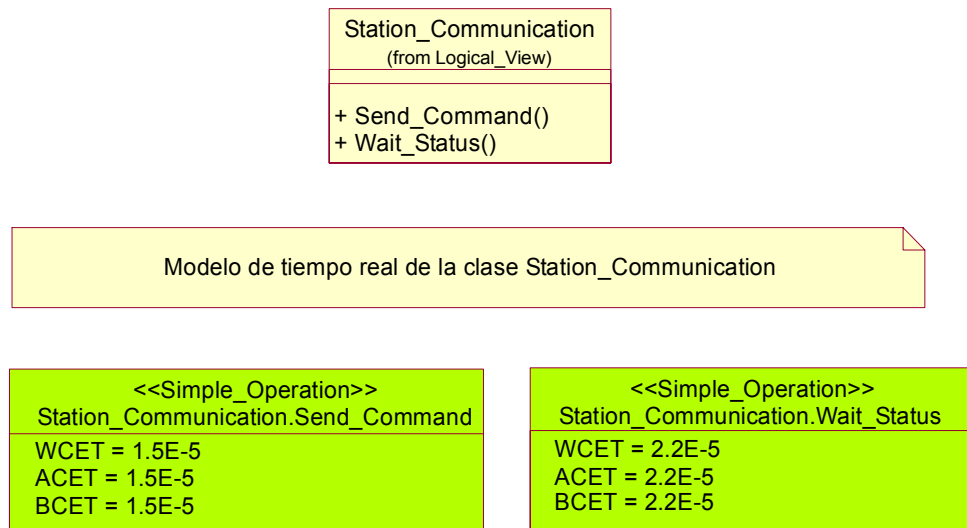 Station_Communication
(from Logical_View)
+ Send_Command()
+ Wait_Status()
Modelo de tiempo real de la clase Station_Communication
<<Simple_Operation>>
Station_Communication.Send_Command
WCET = 1.5E-5
ACET = 1.5E-5
BCET = 1.5E-5
<<Simple_Operation>>
Station_Communication.Wait_Status
WCET = 2.2E-5
ACET = 2.2E-5
BCET = 2.2E-5